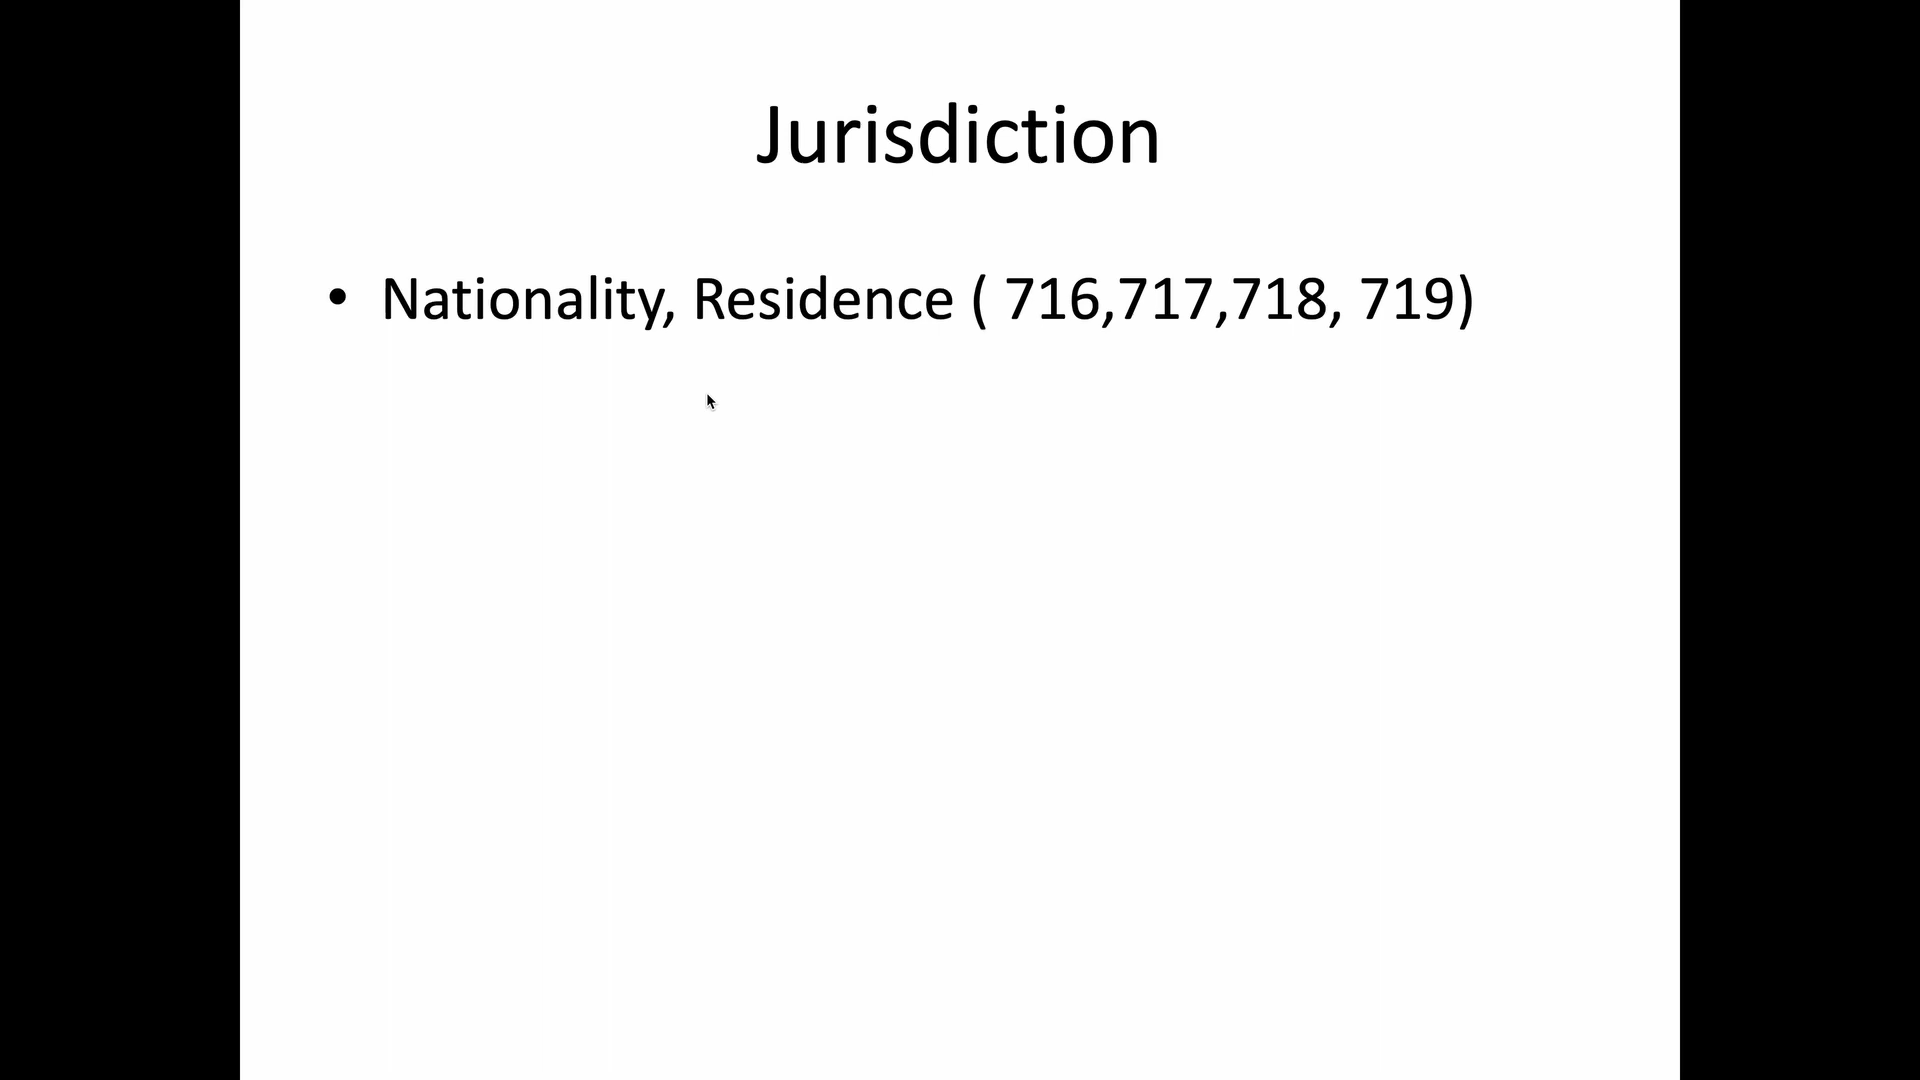 Jurisdiction
• Nationality, Residence ( 716,717,718, 719)